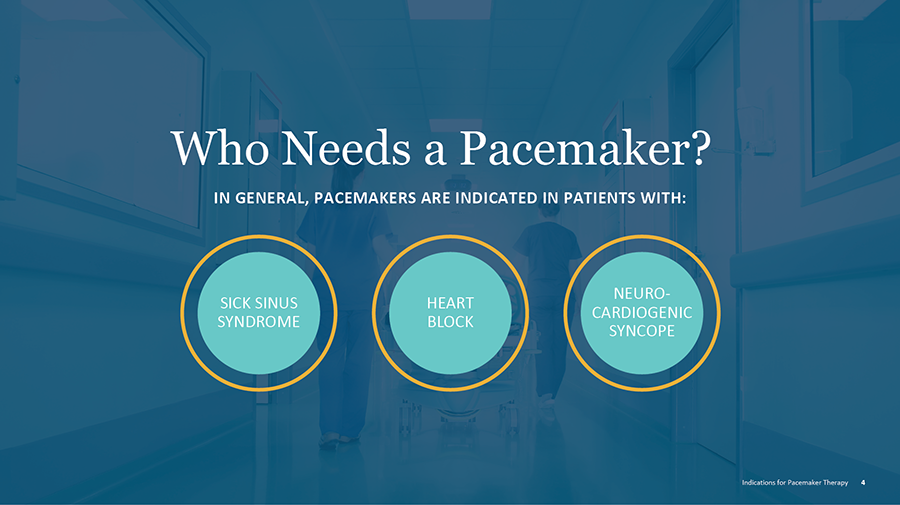 Who Needs a Pacemaker?
IN GENERAL, PACEMAKERS ARE INDICATED IN PATIENTS WITH:
SICK SINUS
SYNDROME
HEART
BLOCK
NEURO-
CARDIOGENIC
SYNCOPE
Indications for Pacemaker Therapy 4